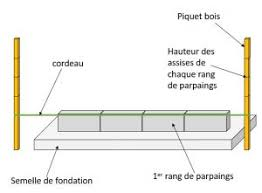 Piquet bois
Hauteur des
assises de
chaque rang
de parpaings
cordeau
1er rang de parpaings
Semelle de fondation